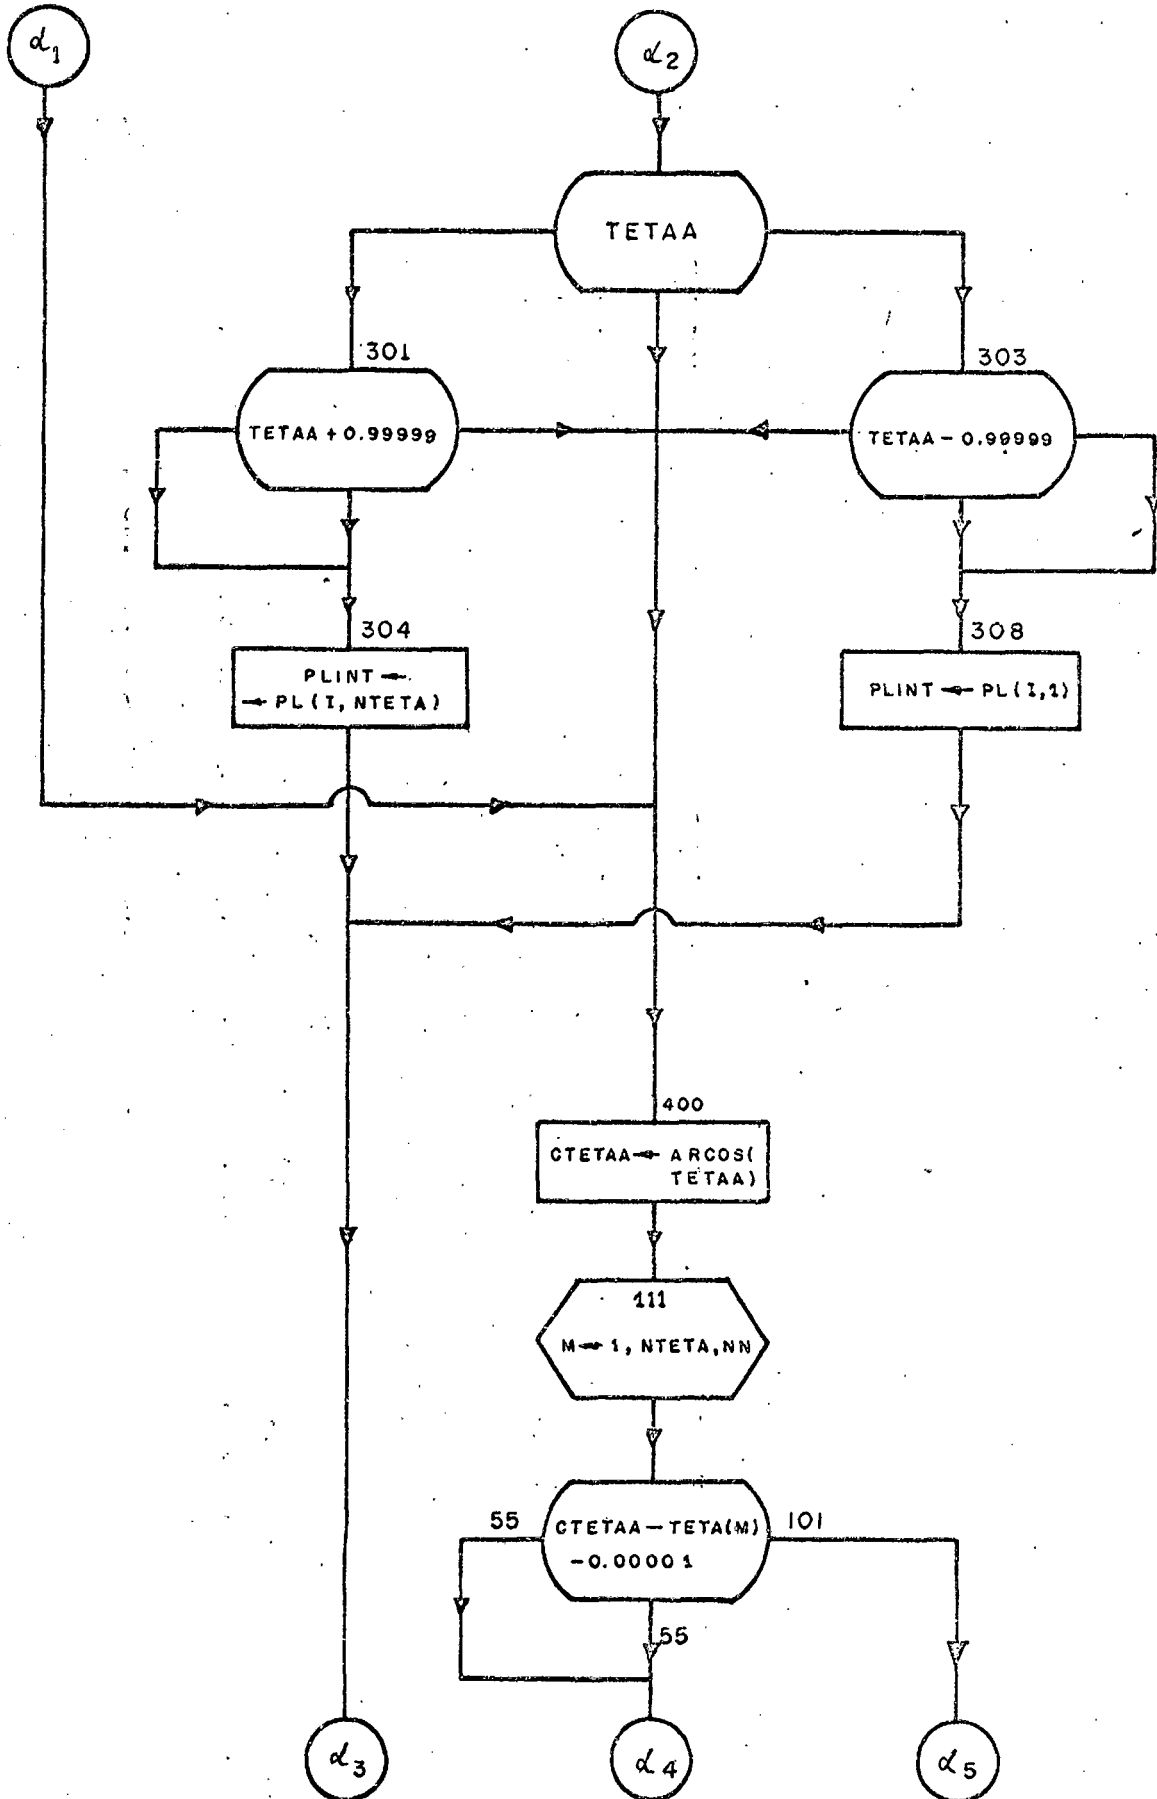 α1
α2
TETAA
301
303
TETAA + 0.99999
TETAA - 0.99999
304
308
PLINT ←
← PL(I, NTETA)
PLINT ← PL(I,1)
400
CTETAA ← ARCOS(
TETAA)
111
M ← 1, NTETA, NN
55
CTETAA - TETA(M)
101
-0.00001
55
α3
α4
α5